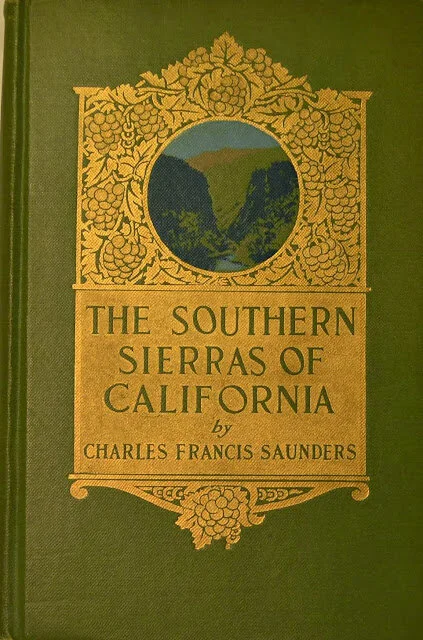 THE SOUTHERN
SIERRAS OF
CALIFORNIA
by
CHARLES FRANCIS SAUNDERS